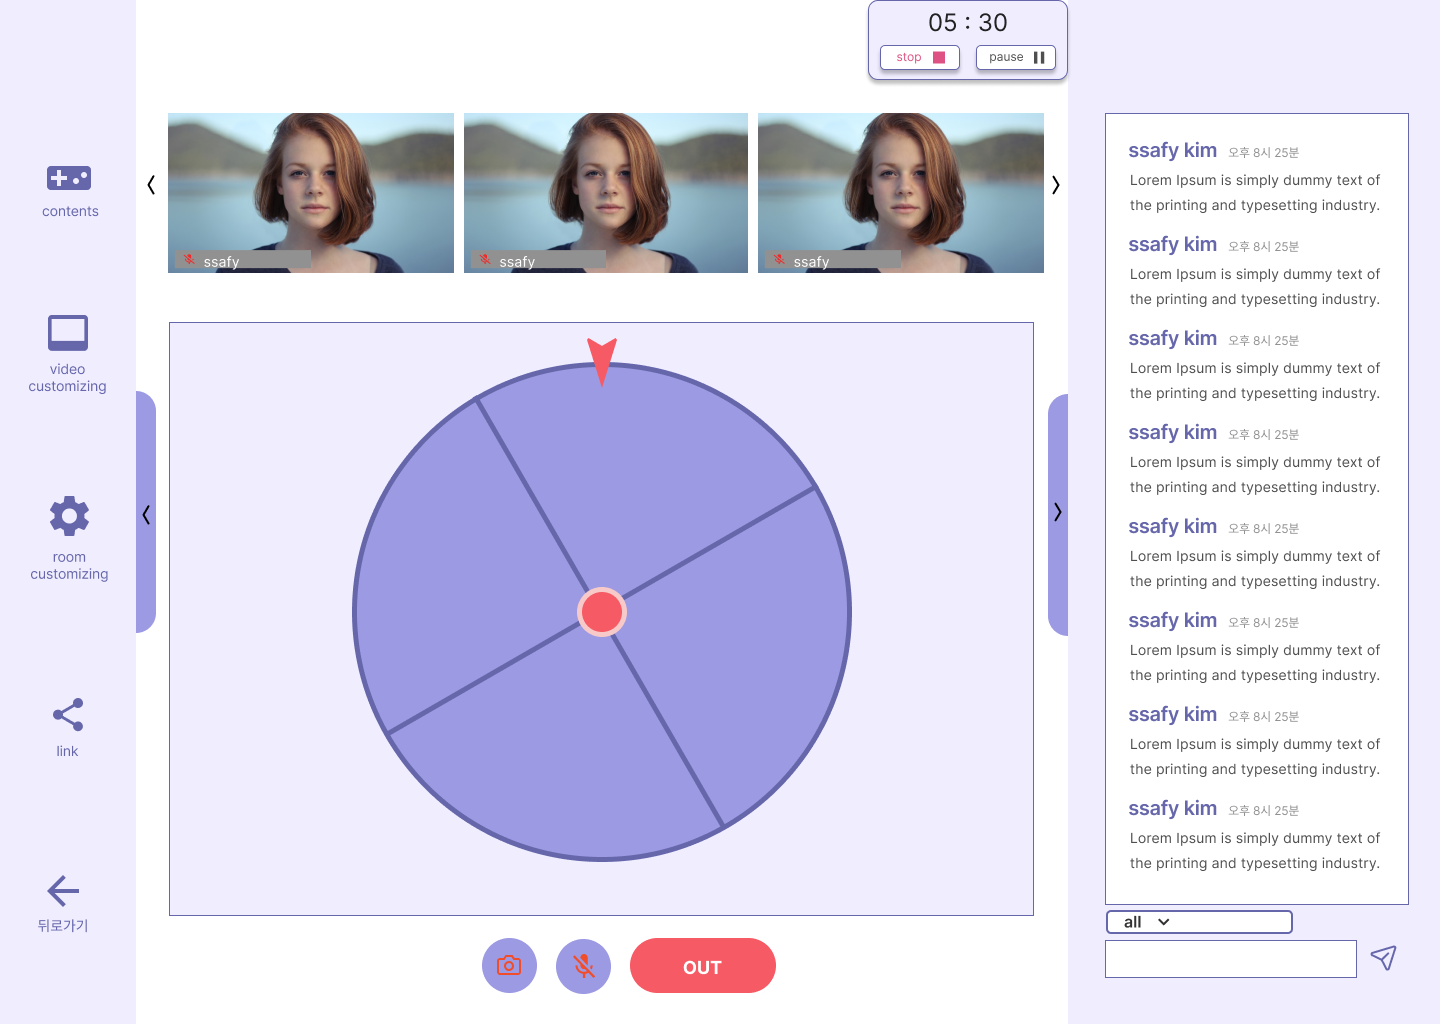 05 : 30
stop
pause
contents
video
customizing
room
customizing
link
뒤로가기
ssafy
ssafy
ssafy
OUT
ssafy kim 오후 8시 25분
Lorem Ipsum is simply dummy text of
the printing and typesetting industry.
ssafy kim 오후 8시 25분
Lorem Ipsum is simply dummy text of
the printing and typesetting industry.
ssafy kim 오후 8시 25분
Lorem Ipsum is simply dummy text of
the printing and typesetting industry.
ssafy kim 오후 8시 25분
Lorem Ipsum is simply dummy text of
the printing and typesetting industry.
ssafy kim 오후 8시 25분
Lorem Ipsum is simply dummy text of
the printing and typesetting industry.
ssafy kim 오후 8시 25분
Lorem Ipsum is simply dummy text of
the printing and typesetting industry.
ssafy kim 오후 8시 25분
Lorem Ipsum is simply dummy text of
the printing and typesetting industry.
ssafy kim 오후 8시 25분
Lorem Ipsum is simply dummy text of
the printing and typesetting industry.
all